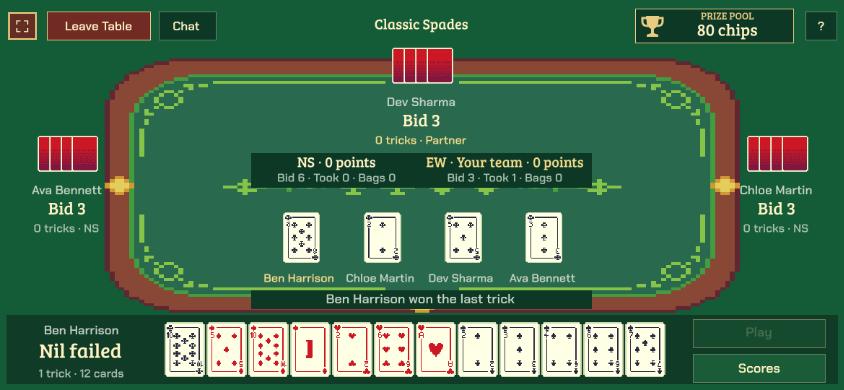 Leave Table
Chat
Classic Spades
PRIZE POOL
80 chips
?
Dev Sharma
Bid 3
0 tricks · Partner
Ava Bennett
Bid 3
0 tricks · NS
NS · 0 points
Bid 6 · Took 0 · Bags 0
EW · Your team · 0 points
Bid 3 · Took 1 · Bags 0
Chloe Martin
Bid 3
0 tricks · NS
Ben Harrison
Chloe Martin
Dev Sharma
Ava Bennett
Ben Harrison won the last trick
Ben Harrison
Nil failed
1 trick · 12 cards
Play
Scores